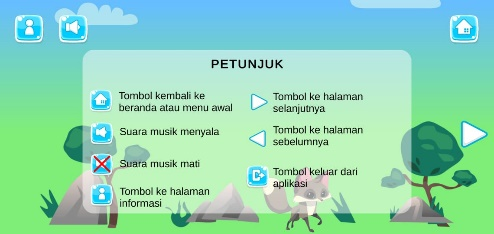 PETUNJUK
Tombol kembali ke
beranda atau menu awal
Suara musik menyala
Suara musik mati
Tombol ke halaman
informasi
Tombol ke halaman
selanjutnya
Tombol ke halaman
sebelumnya
Tombol keluar dari
aplikasi